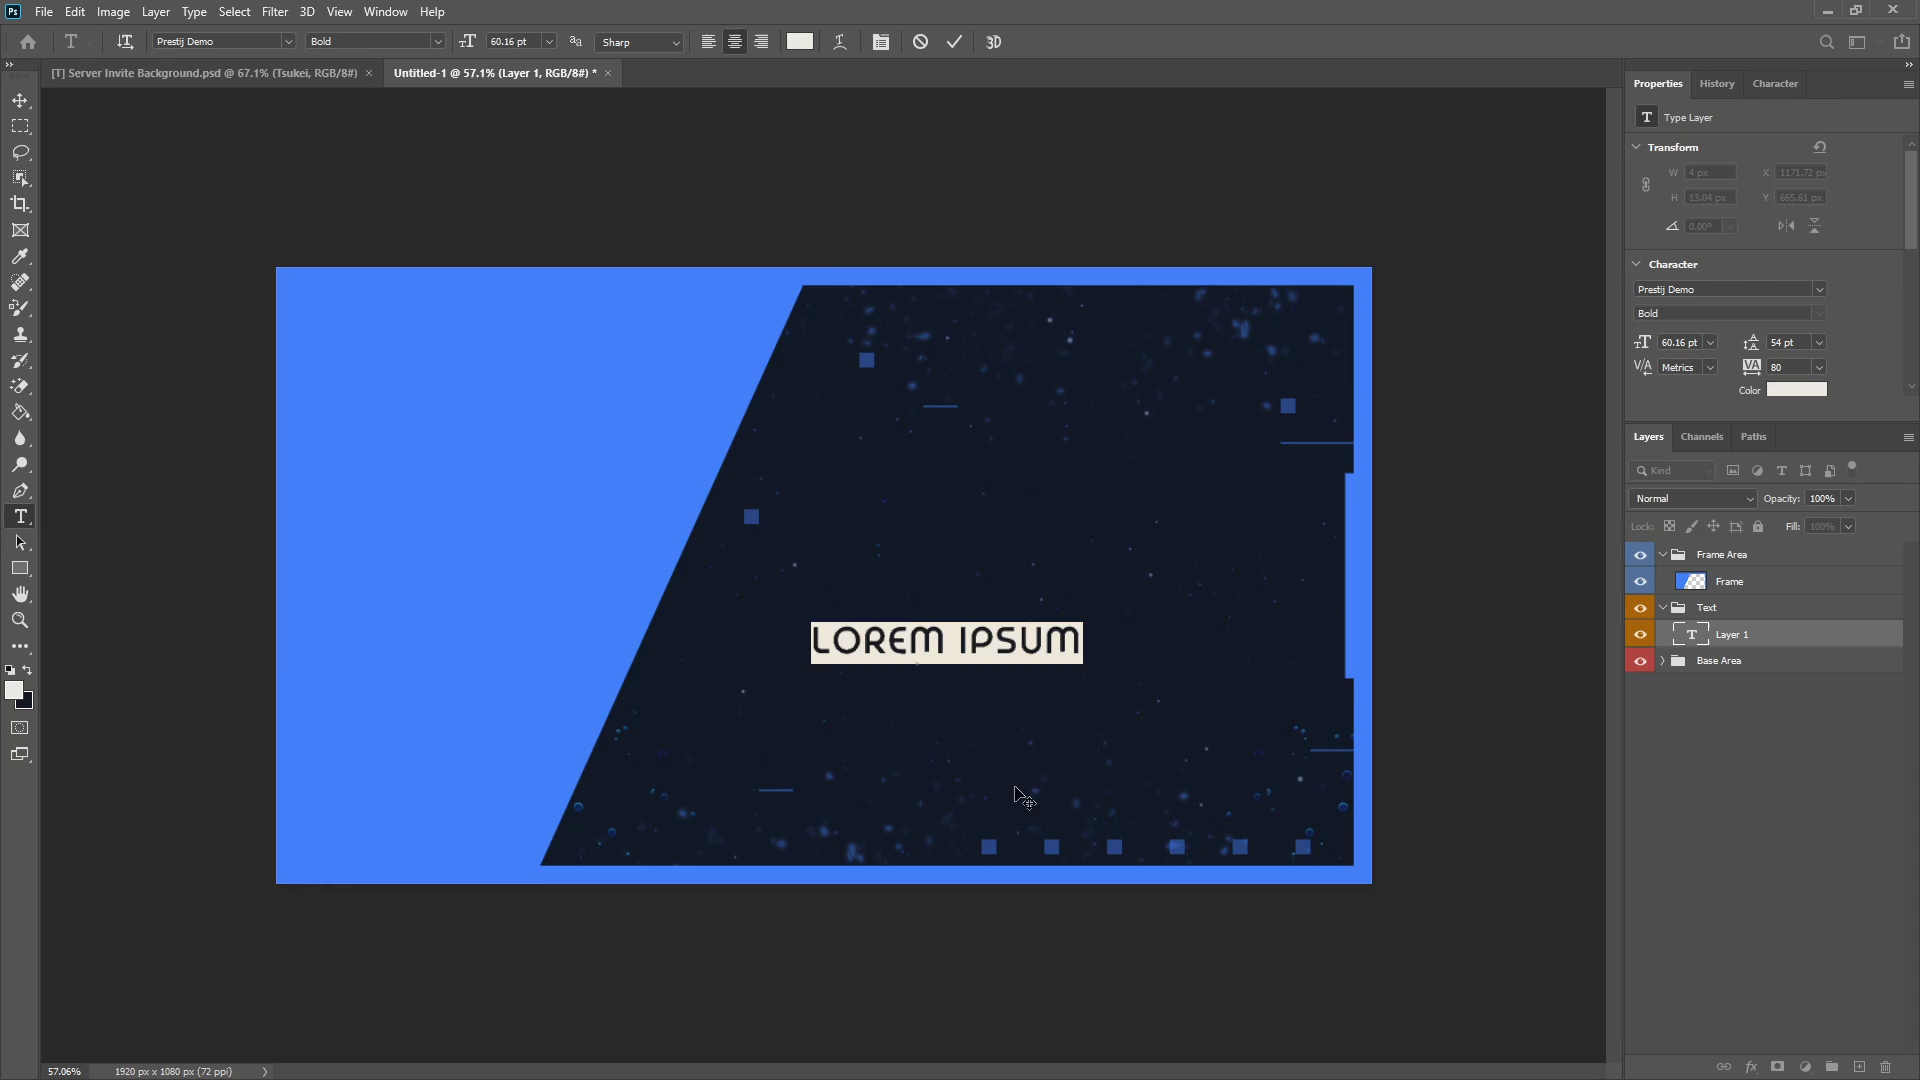 Ps File Edit Image Layer Type Select Filter 3D View Window Help
T Prestij Demo Bold 60.16 pt Sharp 3D
[T] Server Invite Background.psd @ 67.1% (Tsukei, RGB/8#) × Untitled-1 @ 57.1% (Layer 1, RGB/8#) * ×
Properties History Character
T Type Layer
Transform
W 4 px X 1171.72 px
H 13.04 px Y 665.61 px
0.00°
Character
Prestij Demo
Bold
60.16 pt 54 pt
Metrics 80
Color
Layers Channels Paths
Kind
Normal Opacity: 100%
Lock: Fill: 100%
Frame Area
Frame
Text
T Layer 1
Base Area
LOREM IPSUM
57.06% 1920 px x 1080 px (72 ppi)